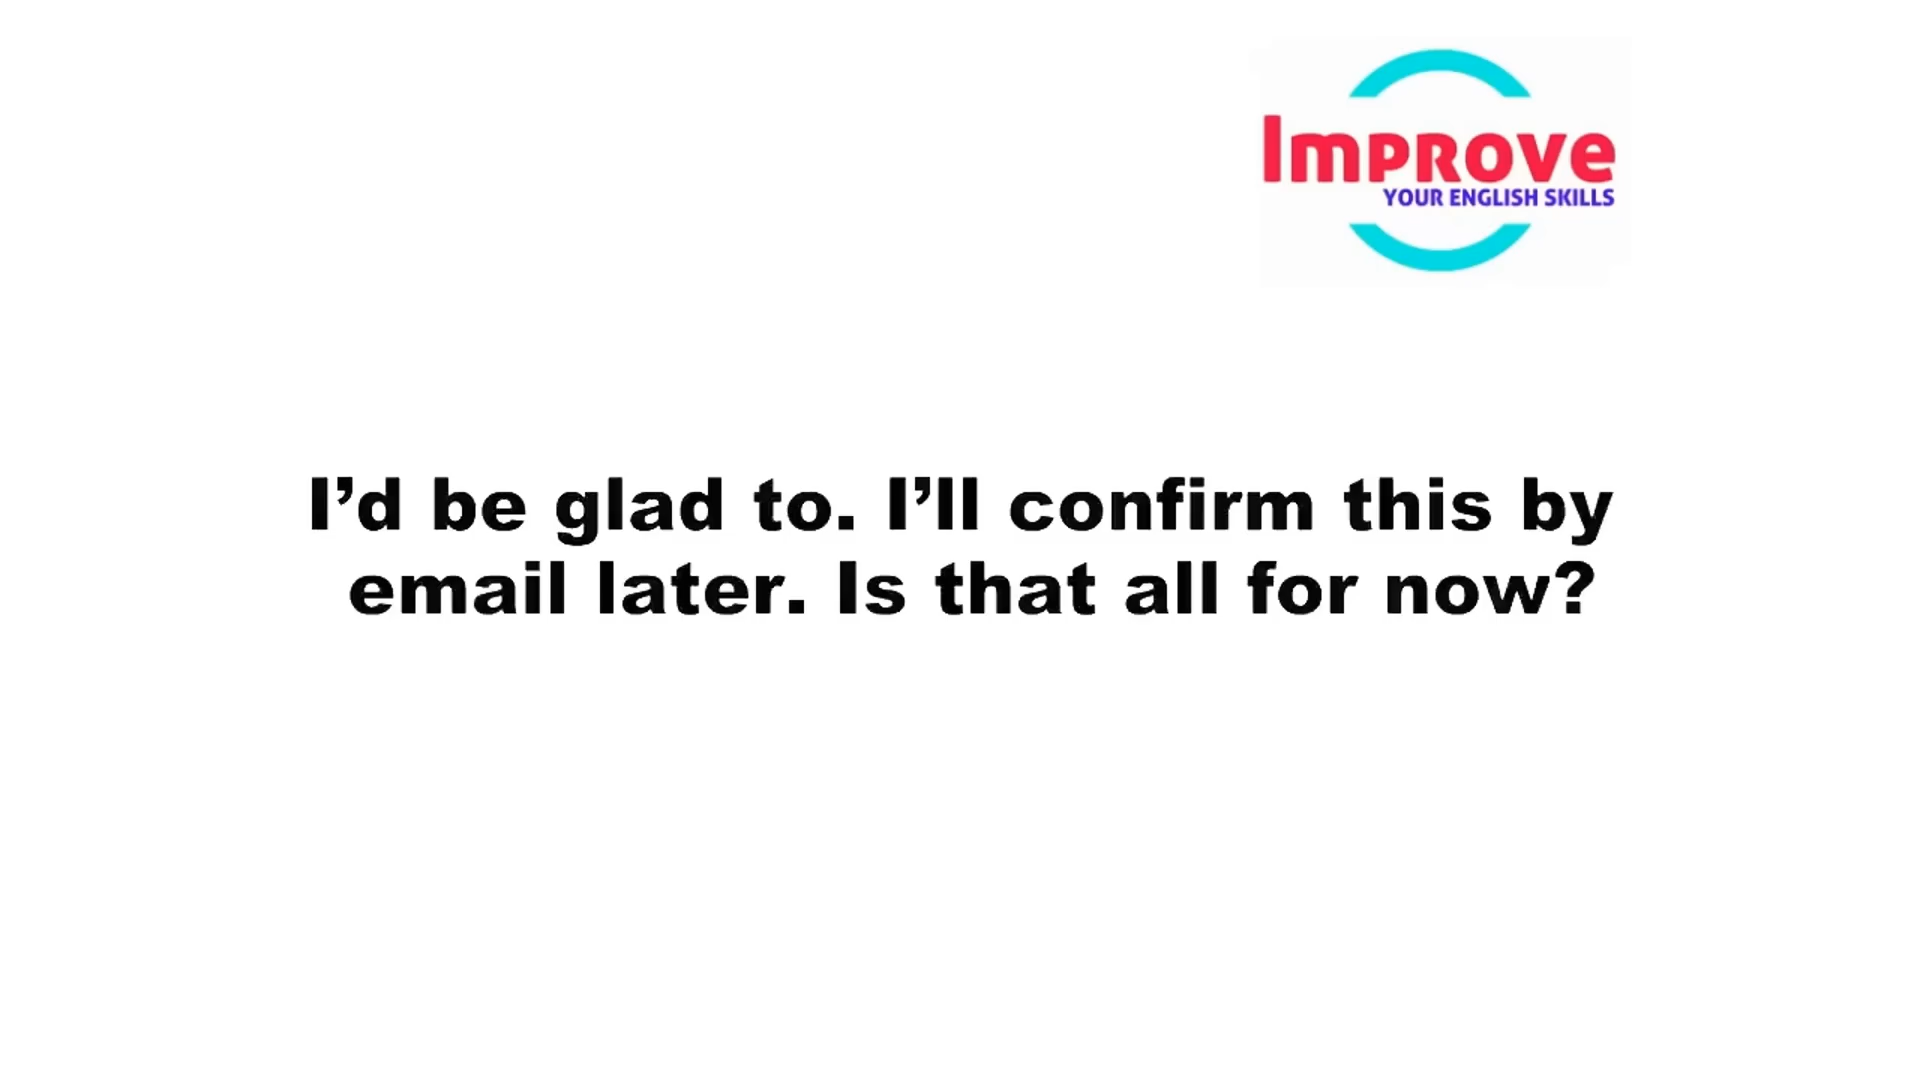 Improve
YOUR ENGLISH SKILLS
I’d be glad to. I’ll confirm this by
email later. Is that all for now?